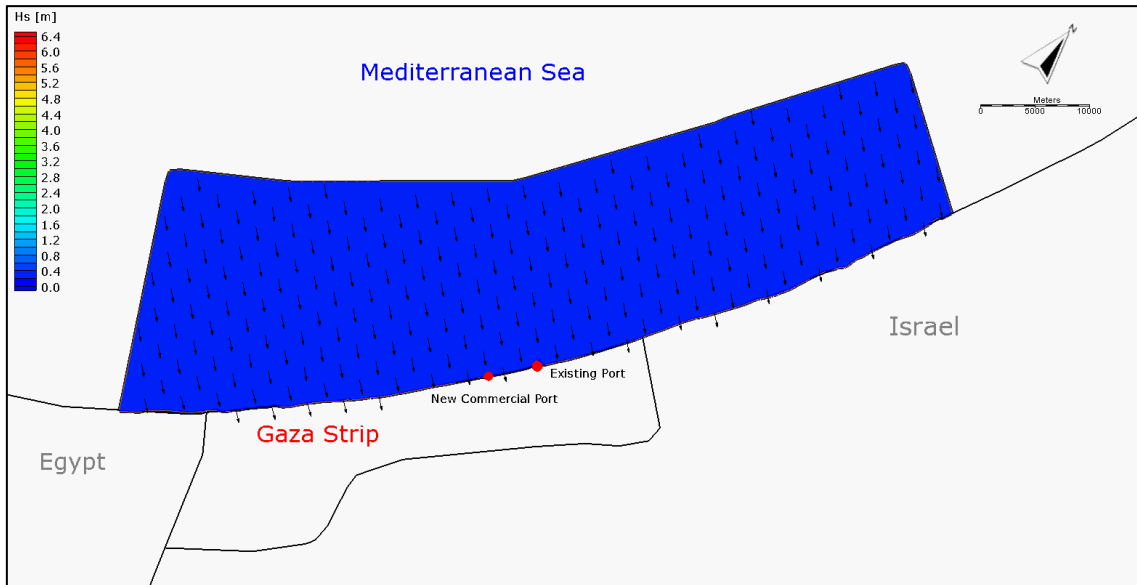 Hs [m]
6.4
6.0
5.6
5.2
4.8
4.4
4.0
3.6
3.2
2.8
2.4
2.0
1.6
1.2
0.8
0.4
0.0
Mediterranean Sea
N
Meters
0 5000 10000
Israel
Existing Port
New Commercial Port
Gaza Strip
Egypt